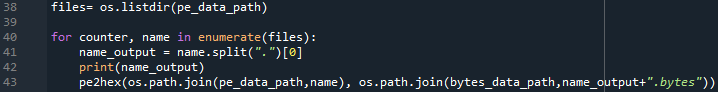 38 files= os.listdir(pe_data_path)
39
40 for counter, name in enumerate(files):
41     name_output = name.split(".")[0]
42     print(name_output)
43     pe2hex(os.path.join(pe_data_path,name), os.path.join(bytes_data_path,name_output+".bytes"))